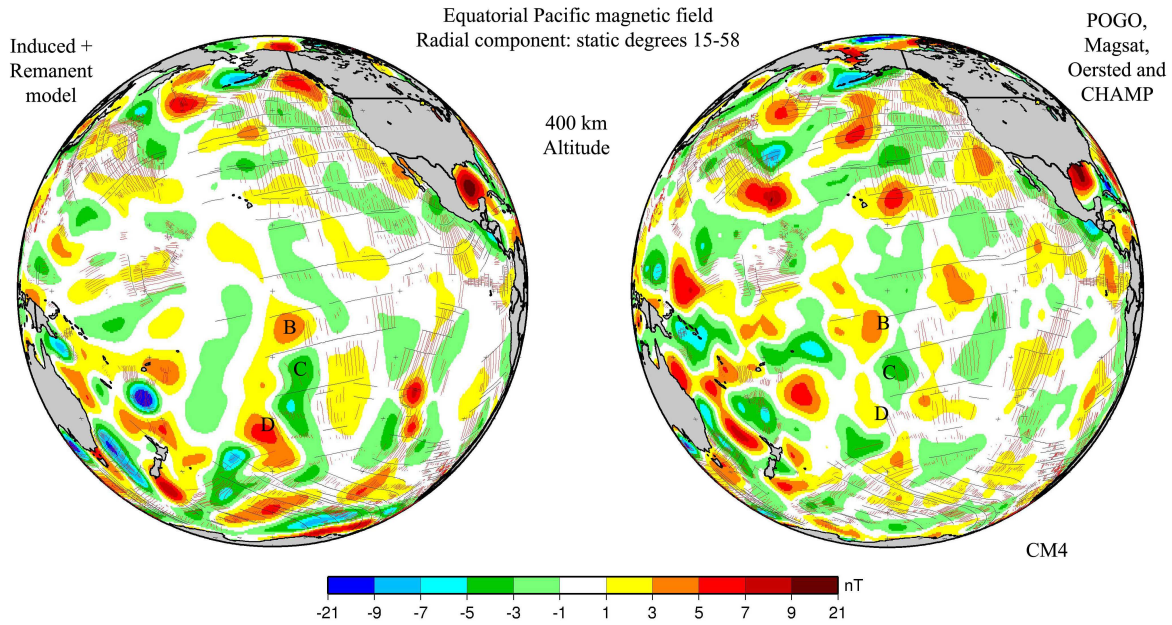 Equatorial Pacific magnetic field
Radial component: static degrees 15-58
Induced +
Remanent
model
POGO,
Magsat,
Oersted and
CHAMP
400 km
Altitude
B
C
D
B
C
D
CM4
nT
-21 -9 -7 -5 -3 -1 1 3 5 7 9 21